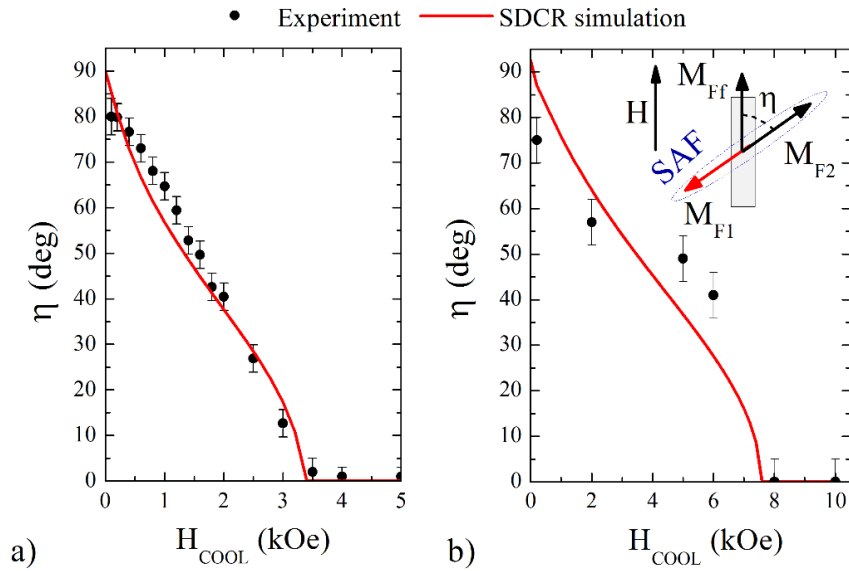 Experiment SDCR simulation
90
80
70
60
50
40
30
20
10
0
η (deg)
0 1 2 3 4 5
H_COOL (kOe)
a)
90
80
70
60
50
40
30
20
10
0
η (deg)
0 2 4 6 8 10
H_COOL (kOe)
b)
H
M_Ff
η
SAF
M_F2
M_F1